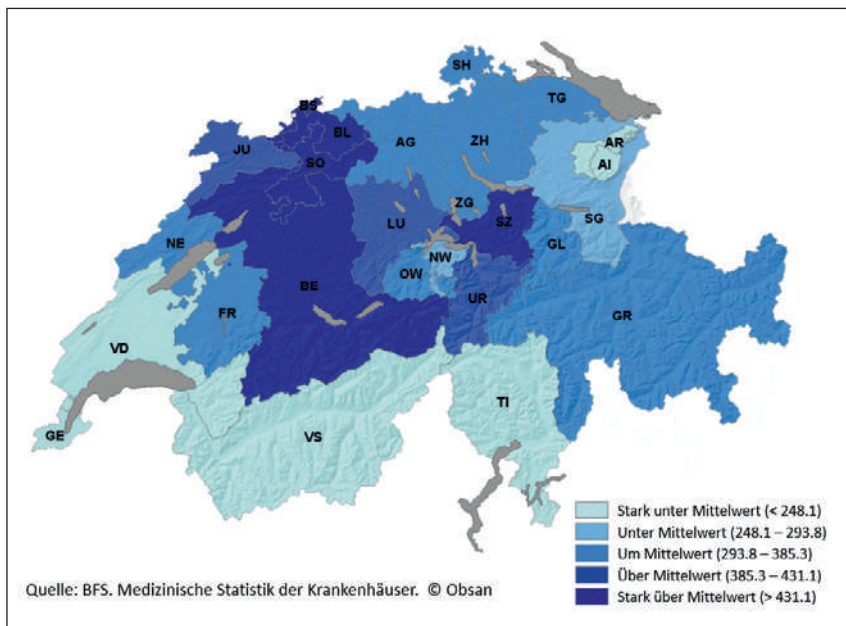 SH
TG
BS
BL
AR
JU
AG
ZH
AI
SO
ZG
LU
SZ
SG
NE
NW
GL
OW
BE
UR
FR
GR
VD
TI
GE
VS
Stark unter Mittelwert (< 248.1)
Unter Mittelwert (248.1 – 293.8)
Um Mittelwert (293.8 – 385.3)
Über Mittelwert (385.3 – 431.1)
Stark über Mittelwert (> 431.1)
Quelle: BFS. Medizinische Statistik der Krankenhäuser. © Obsan